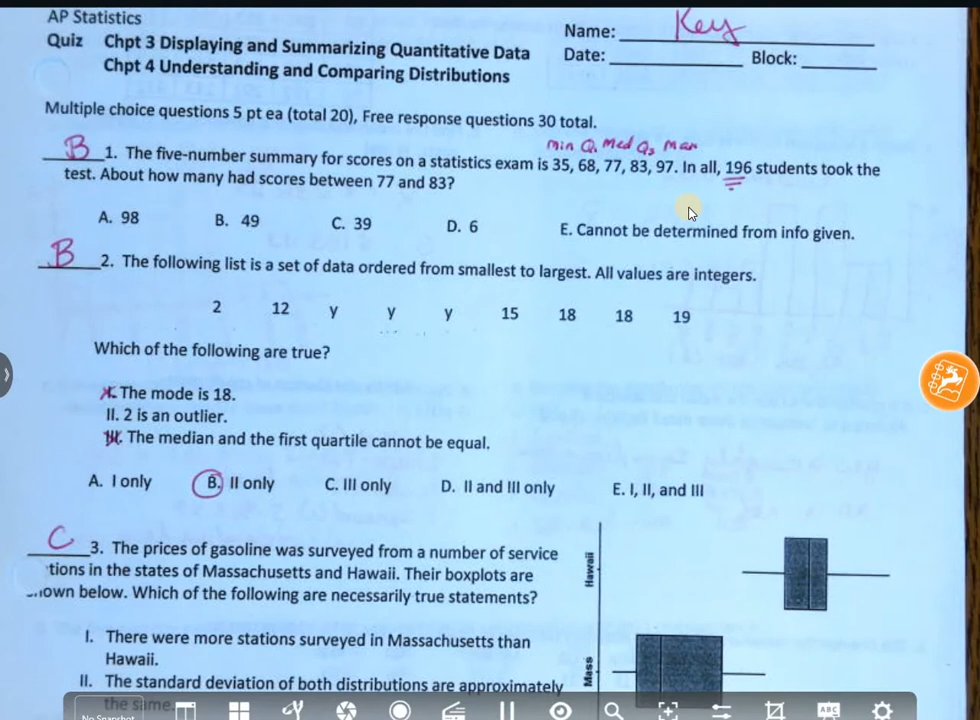 AP Statistics
Name: Key
Quiz Chpt 3 Displaying and Summarizing Quantitative Data
Date: Block:
Chpt 4 Understanding and Comparing Distributions
Multiple choice questions 5 pt ea (total 20), Free response questions 30 total.
min Q, Med Q3 Max
B 1. The five-number summary for scores on a statistics exam is 35, 68, 77, 83, 97. In all, 196 students took the
test. About how many had scores between 77 and 83?
A. 98 B. 49 C. 39 D. 6 E. Cannot be determined from info given.
B 2. The following list is a set of data ordered from smallest to largest. All values are integers.
2 12 y y y 15 18 18 19
Which of the following are true?
I. The mode is 18.
II. 2 is an outlier.
III. The median and the first quartile cannot be equal.
A. I only B. II only C. III only D. II and III only E. I, II, and III
C 3. The prices of gasoline was surveyed from a number of service
tions in the states of Massachusetts and Hawaii. Their boxplots are
own below. Which of the following are necessarily true statements?
Hawaii
I. There were more stations surveyed in Massachusetts than
Hawaii.
Mass
II. The standard deviation of both distributions are approximately
the same.
No Snapshot
ABC